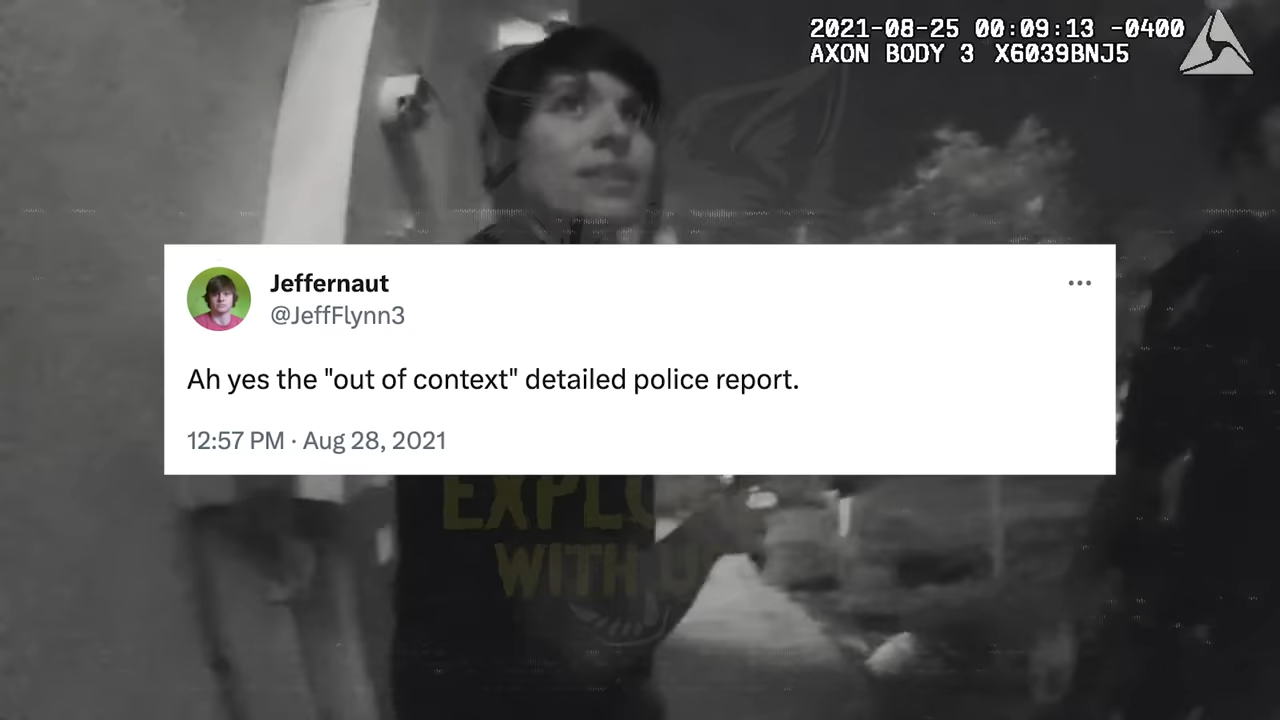 2021-08-25 00:09:13 -0400
AXON BODY 3 X6039BNJ5
Jeffernaut
@JeffFlynn3
Ah yes the "out of context" detailed police report.
12:57 PM · Aug 28, 2021
WITH U